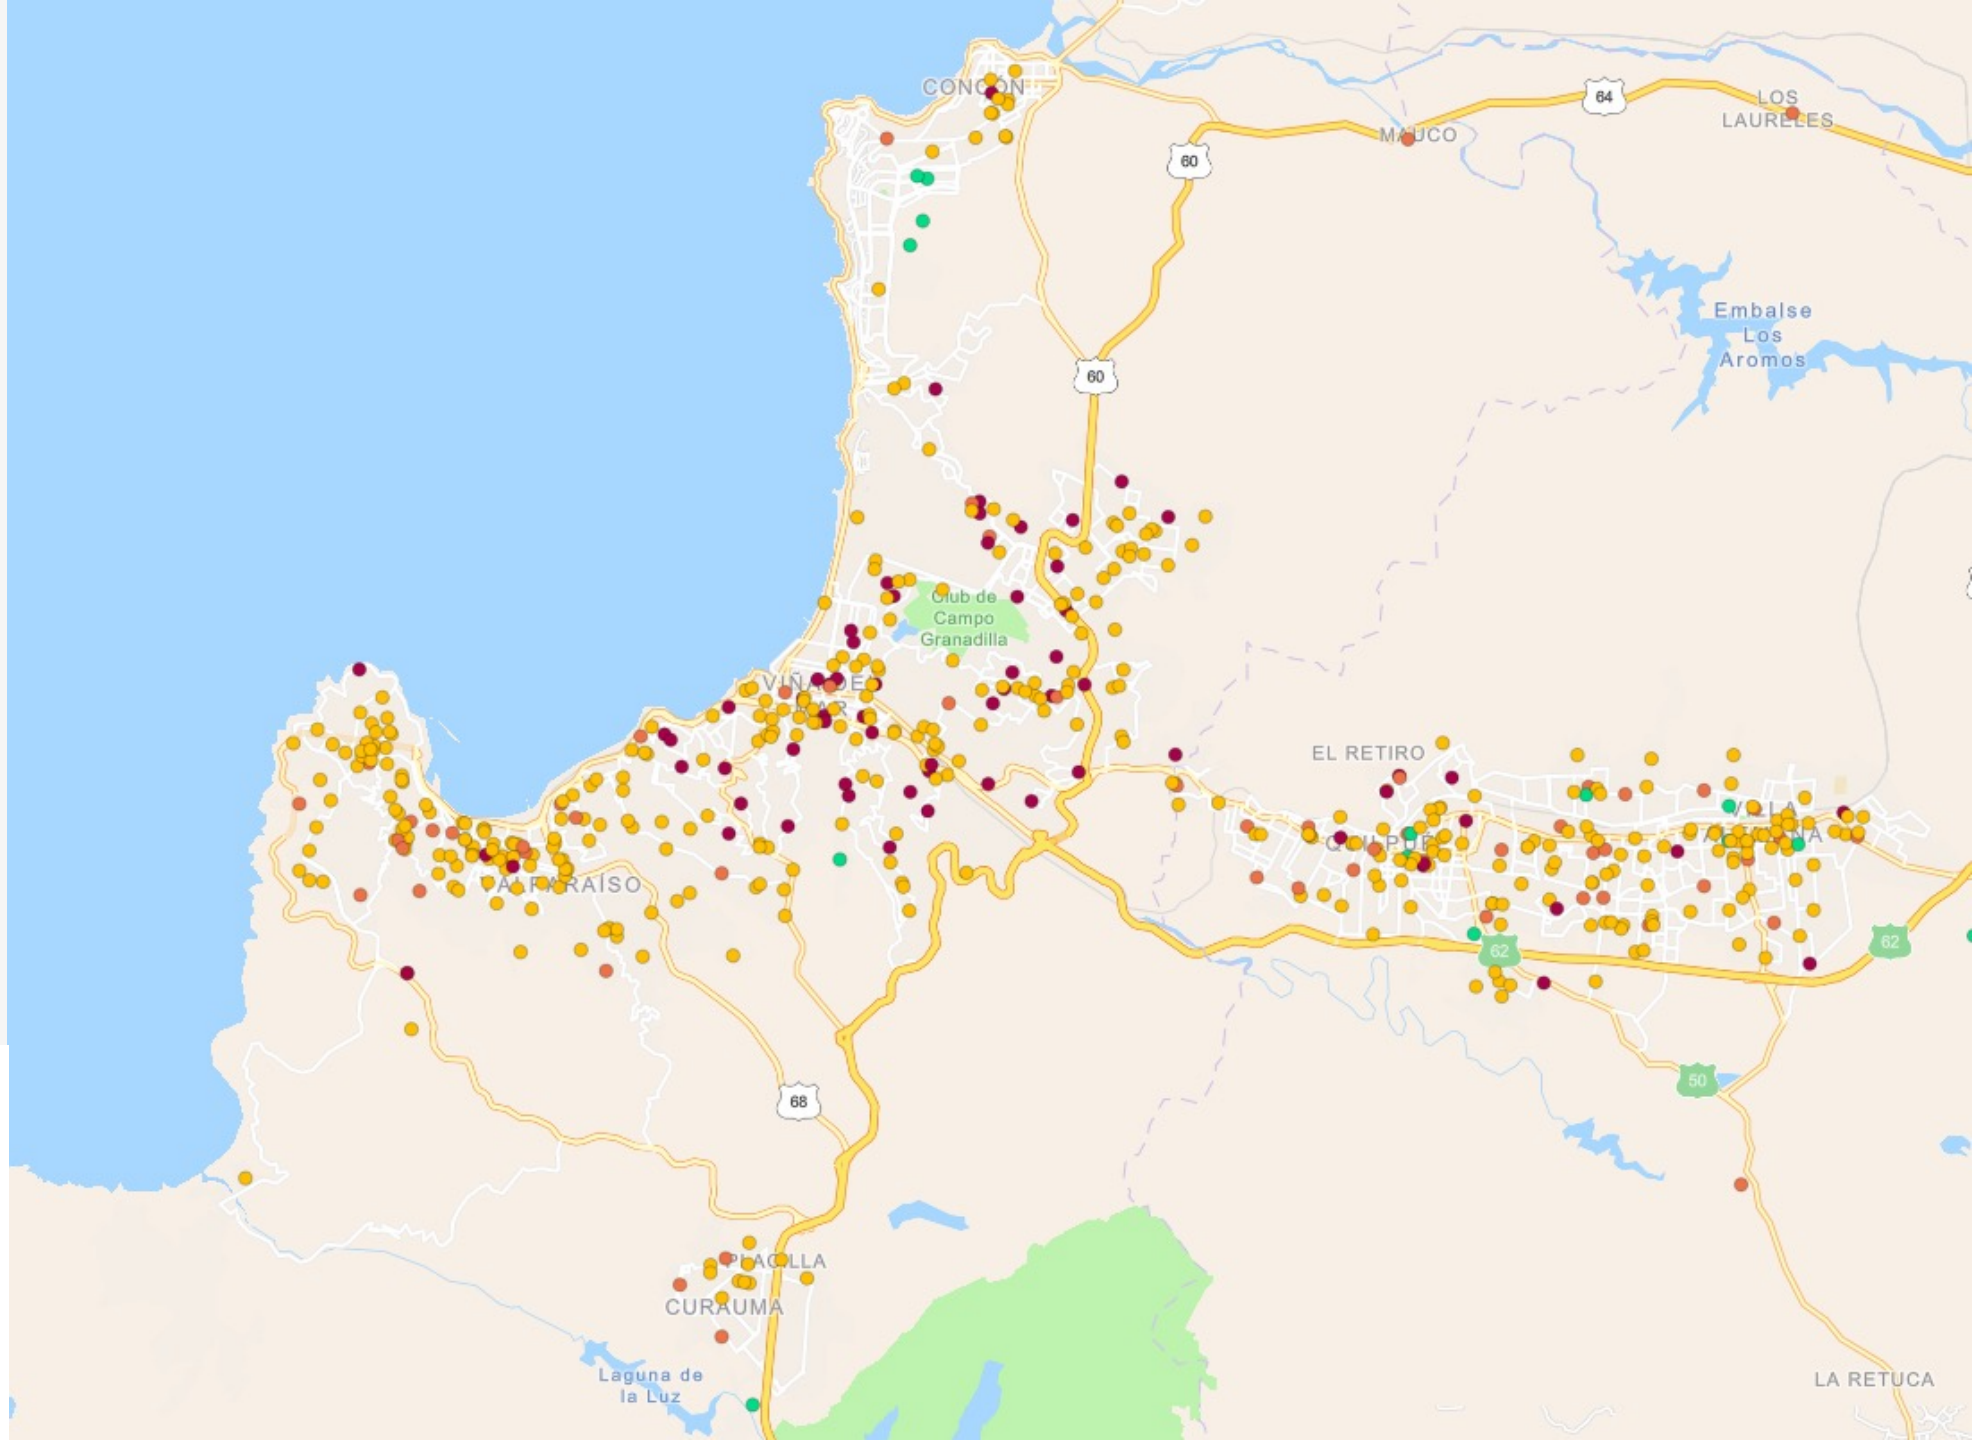 CONCÓN
64
LOS
LAURELES
MAUCO
60
Embalse
Los
Aromos
60
Club de
Campo
Granadilla
VIÑA DEL
MAR
EL RETIRO
VILLA
ALEMANA
QUILPUÉ
VALPARAÍSO
62
62
50
68
PLACILLA
CURAUMA
Laguna de
la Luz
LA RETUCA